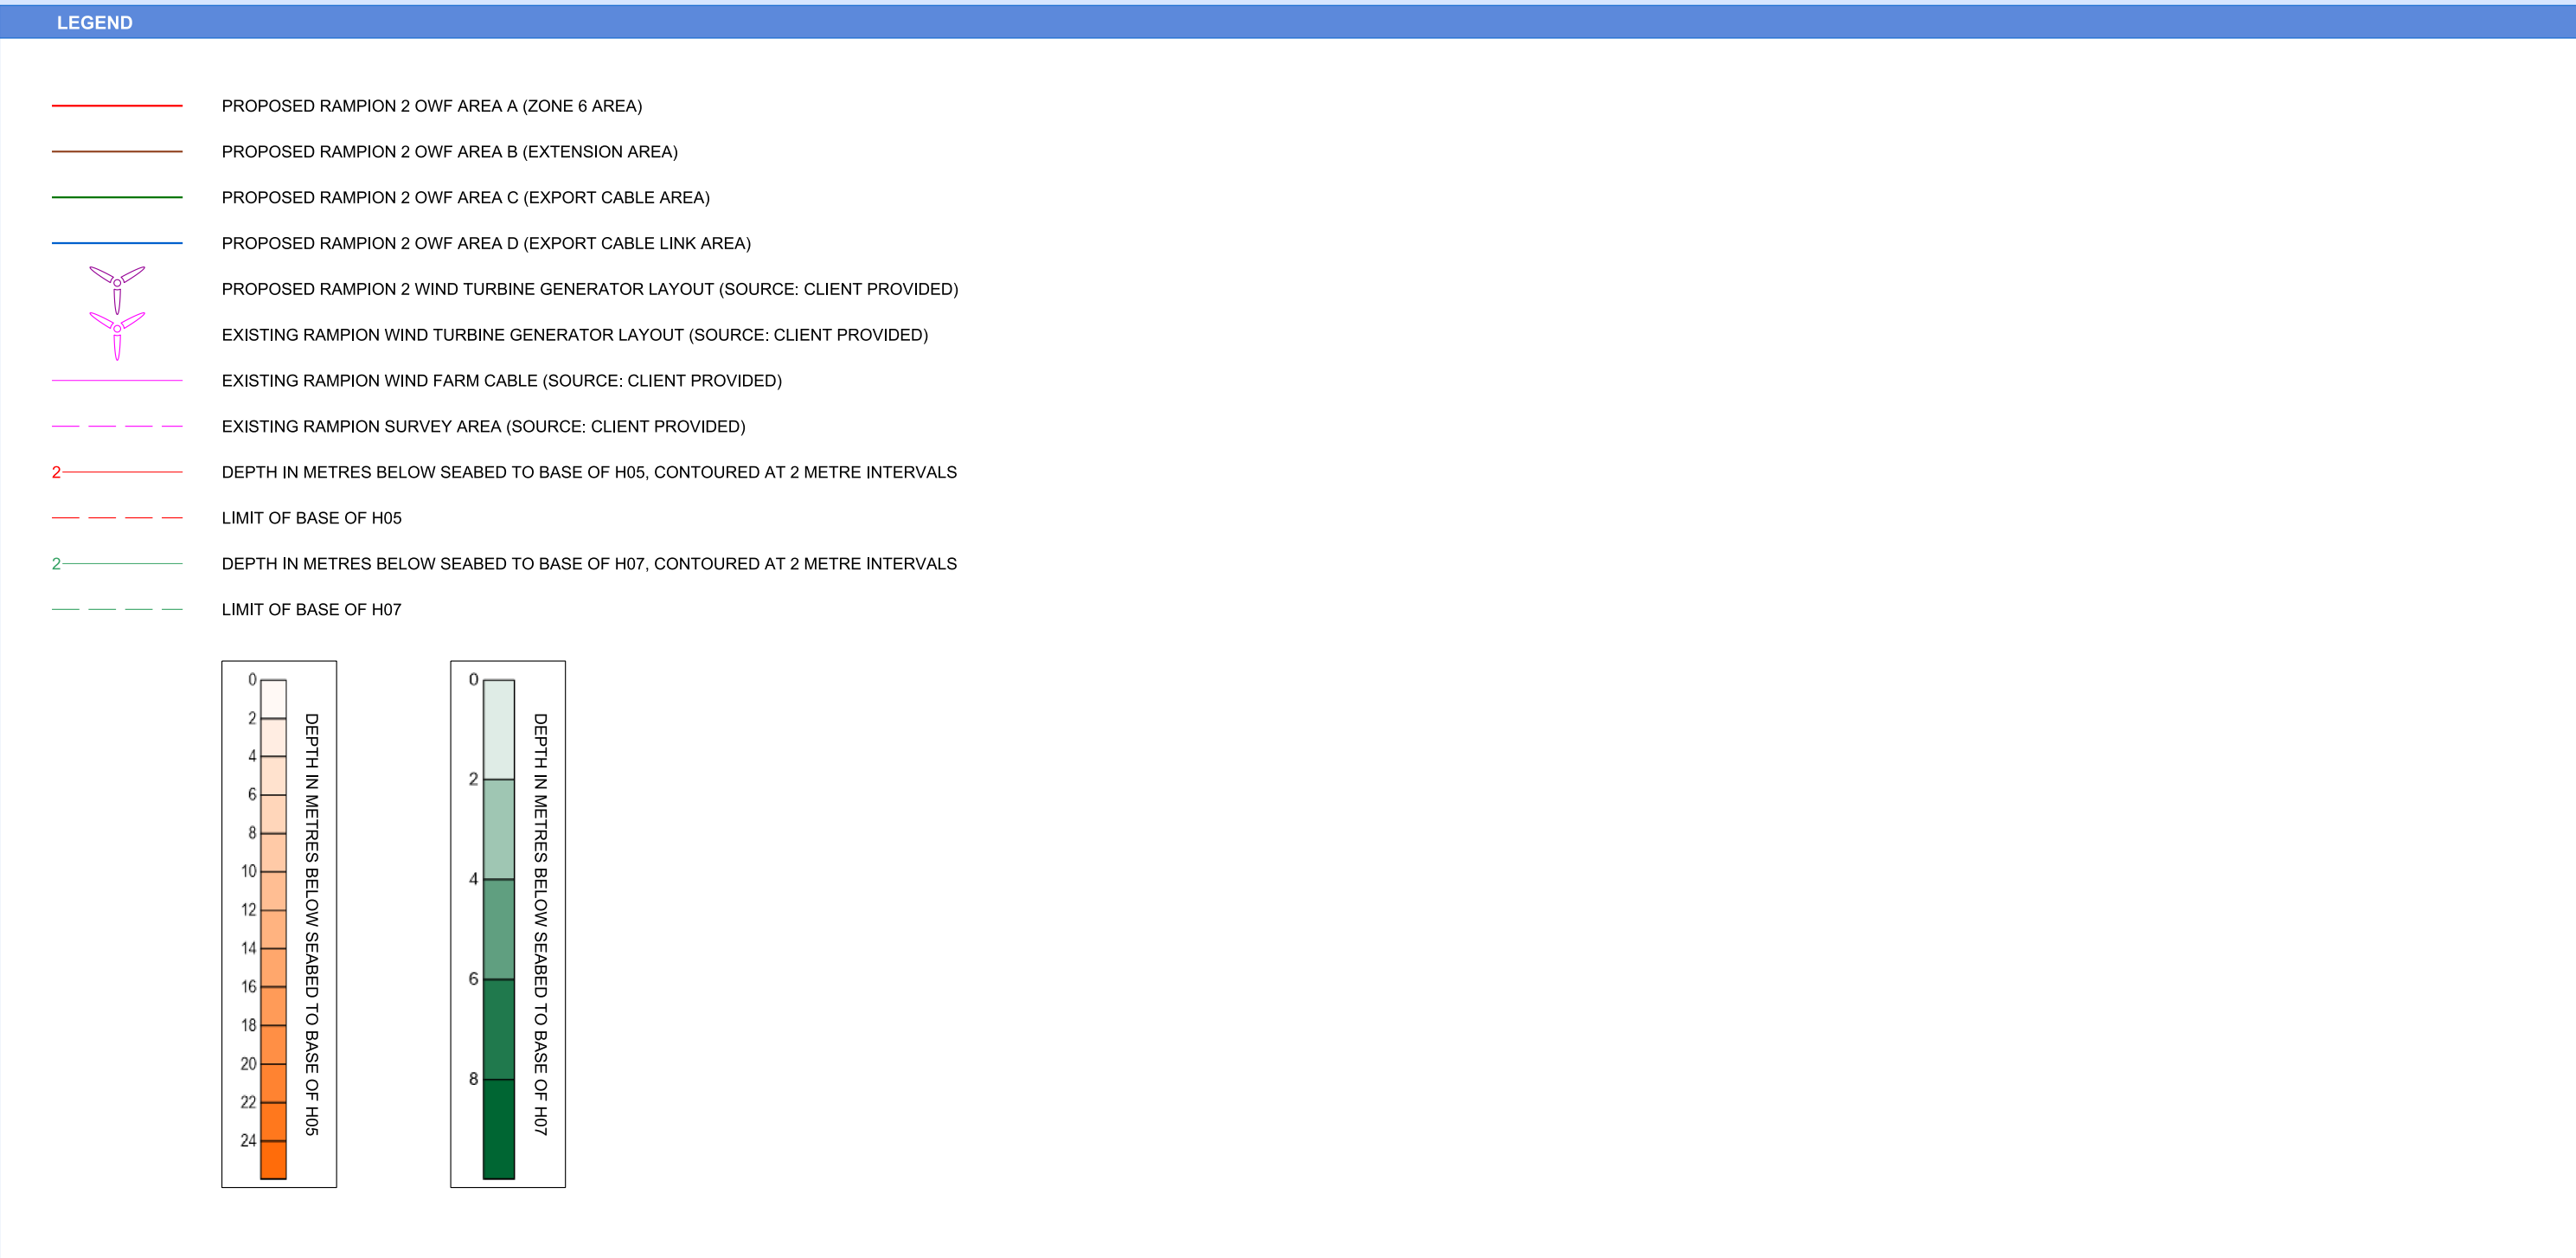 LEGEND
PROPOSED RAMPION 2 OWF AREA A (ZONE 6 AREA)
PROPOSED RAMPION 2 OWF AREA B (EXTENSION AREA)
PROPOSED RAMPION 2 OWF AREA C (EXPORT CABLE AREA)
PROPOSED RAMPION 2 OWF AREA D (EXPORT CABLE LINK AREA)
PROPOSED RAMPION 2 WIND TURBINE GENERATOR LAYOUT (SOURCE: CLIENT PROVIDED)
EXISTING RAMPION WIND TURBINE GENERATOR LAYOUT (SOURCE: CLIENT PROVIDED)
EXISTING RAMPION WIND FARM CABLE (SOURCE: CLIENT PROVIDED)
EXISTING RAMPION SURVEY AREA (SOURCE: CLIENT PROVIDED)
2 DEPTH IN METRES BELOW SEABED TO BASE OF H05, CONTOURED AT 2 METRE INTERVALS
LIMIT OF BASE OF H05
2 DEPTH IN METRES BELOW SEABED TO BASE OF H07, CONTOURED AT 2 METRE INTERVALS
LIMIT OF BASE OF H07
0
2
4
6
8
10
12
14
16
18
20
22
24
DEPTH IN METRES BELOW SEABED TO BASE OF H05
0
2
4
6
8
DEPTH IN METRES BELOW SEABED TO BASE OF H07